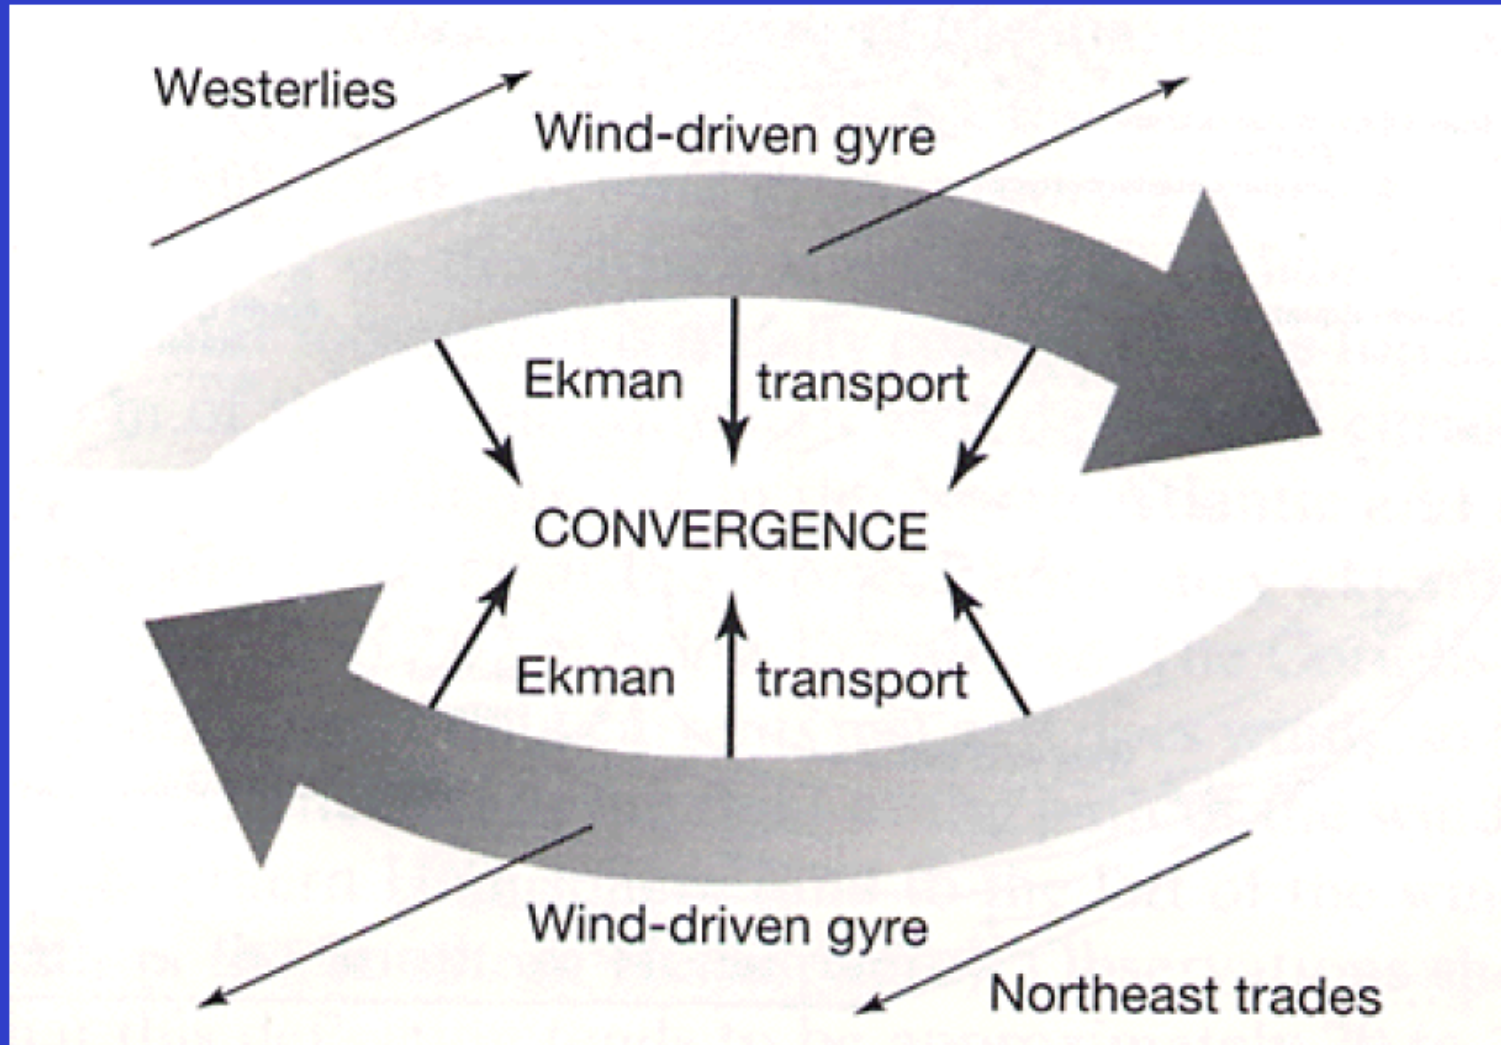 Westerlies
Wind-driven gyre
Ekman transport
CONVERGENCE
Ekman transport
Wind-driven gyre
Northeast trades